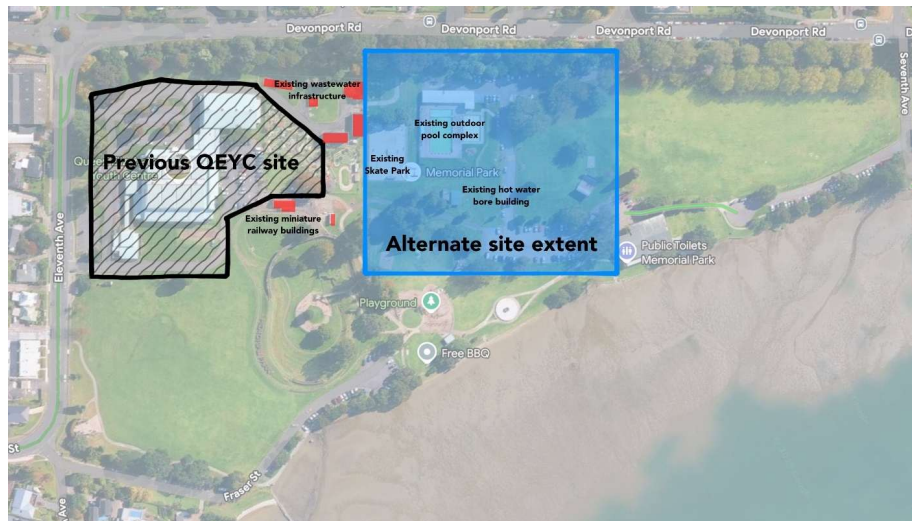 Devonport Rd
Devonport Rd
Devonport Rd
Devonport Rd
Seventh Ave
Existing wastewater
infrastructure
Existing outdoor
pool complex
Previous QEYC site
Existing
Skate Park
Memorial Park
Existing hot water
bore building
Existing miniature
railway buildings
Eleventh Ave
Alternate site extent
Public Toilets
Memorial Park
Playground
Free BBQ
St
Fraser St
Ave